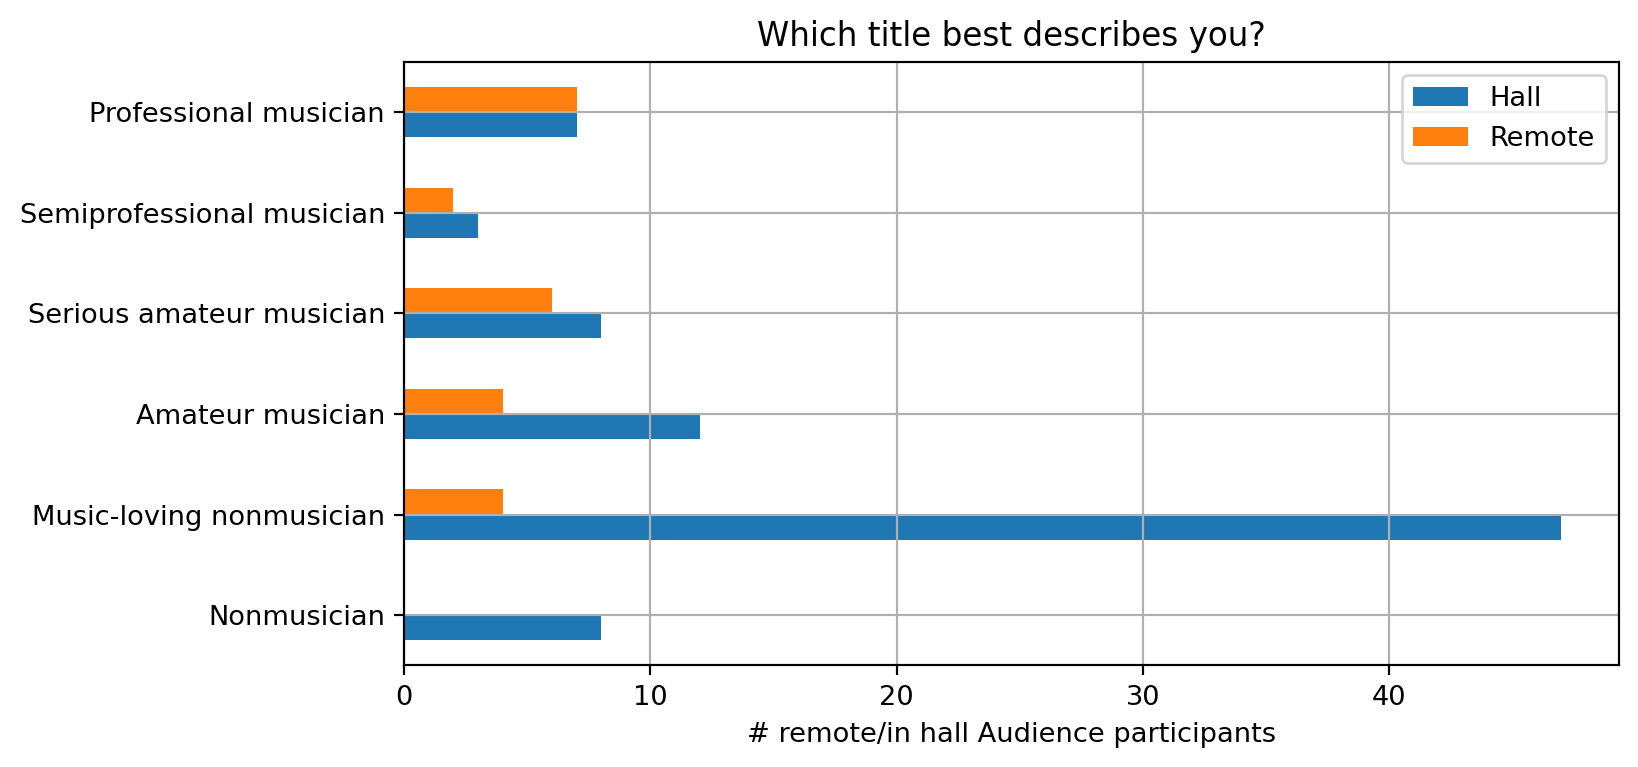 Which title best describes you?
Hall
Remote
Professional musician
Semiprofessional musician
Serious amateur musician
Amateur musician
Music-loving nonmusician
Nonmusician
0 10 20 30 40
# remote/in hall Audience participants